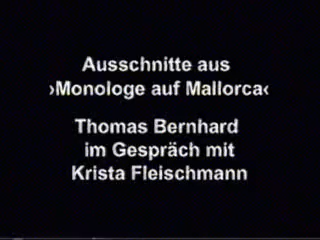 Ausschnitte aus
›Monologe auf Mallorca‹
Thomas Bernhard
im Gespräch mit
Krista Fleischmann